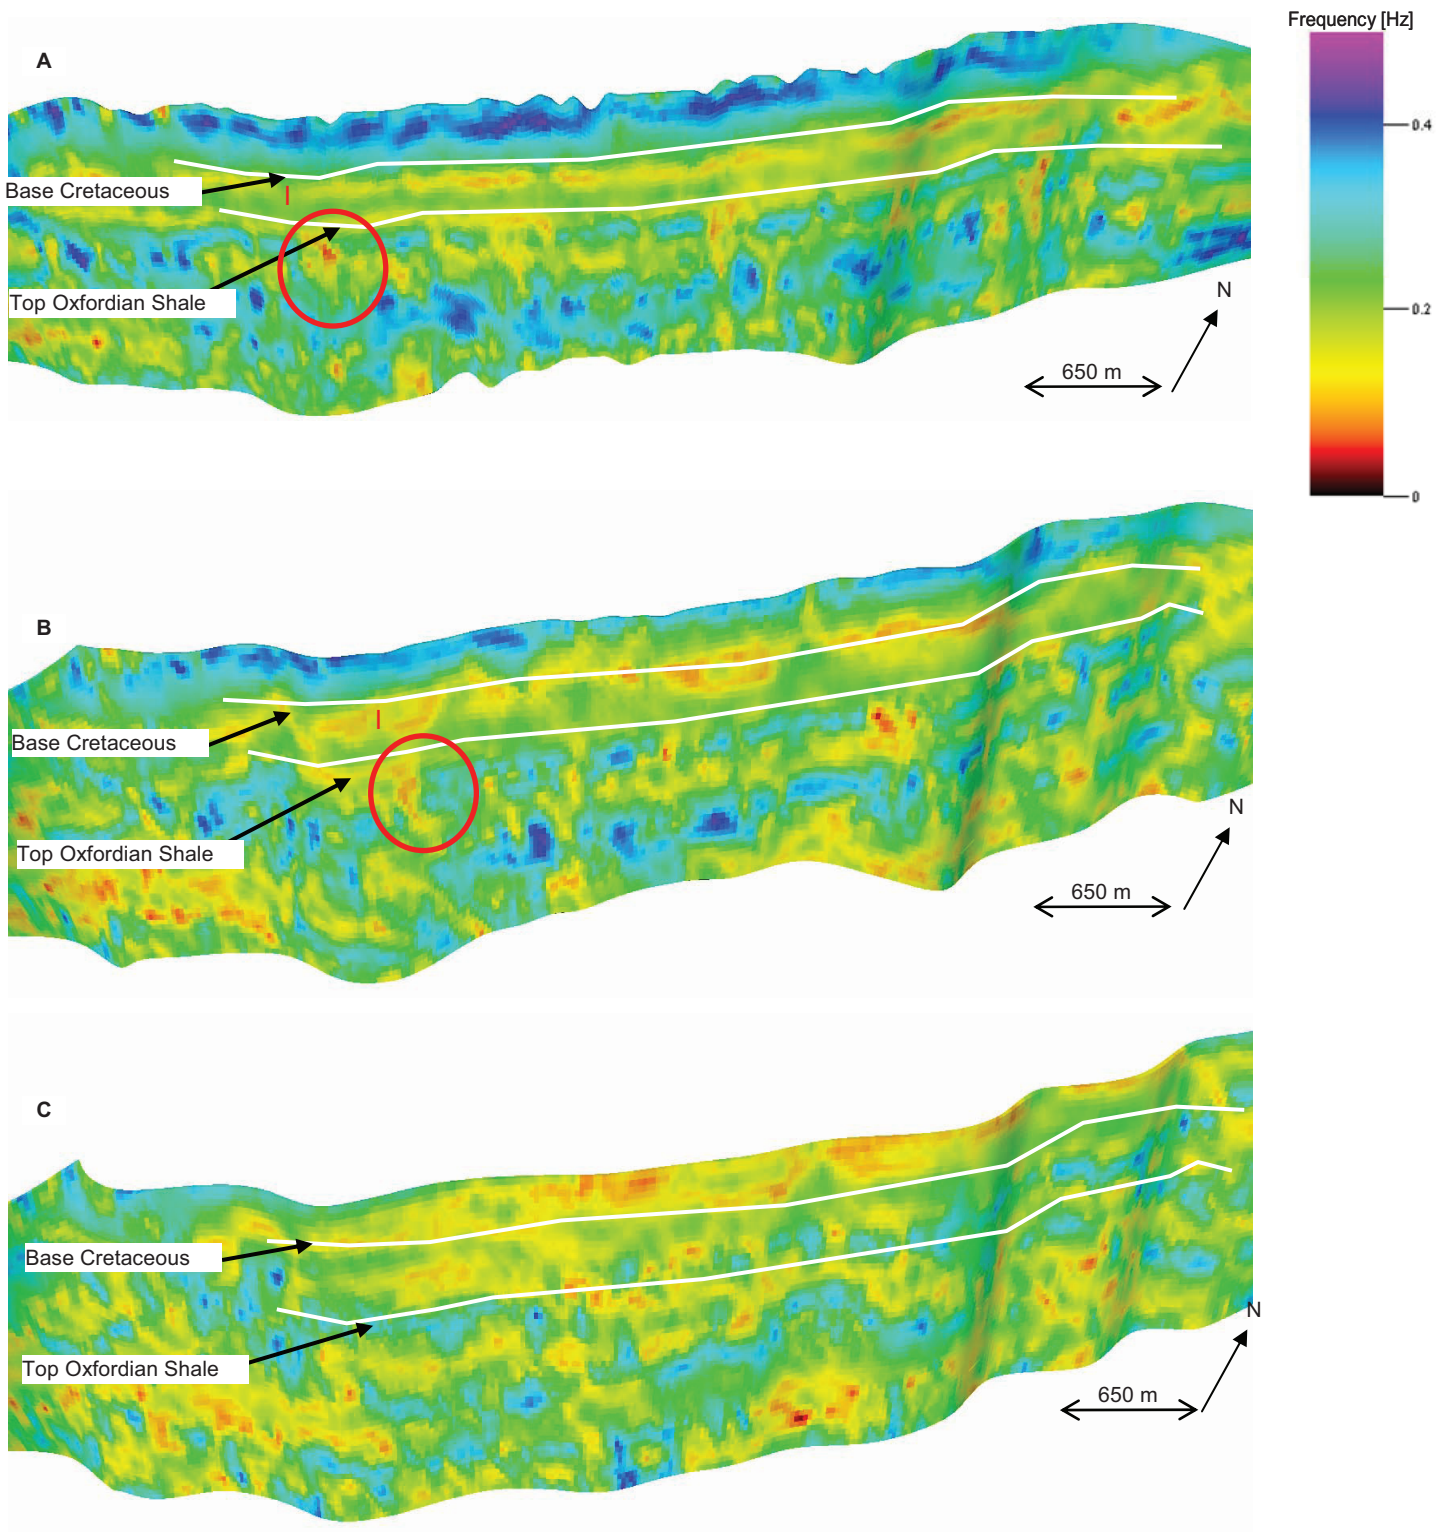 Frequency [Hz]
A
0.4
Base Cretaceous
I
N
Top Oxfordian Shale
0.2
650 m
0
B
I
Base Cretaceous
N
Top Oxfordian Shale
650 m
C
Base Cretaceous
N
Top Oxfordian Shale
650 m